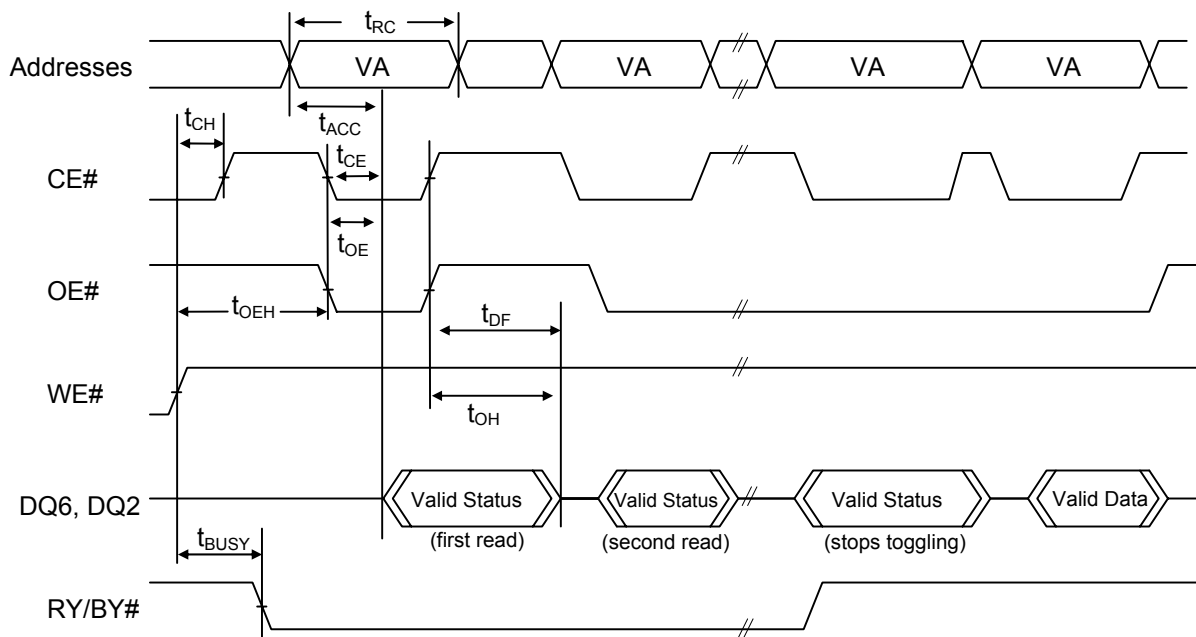 tRC
Addresses VA VA VA VA
tACC
tCH
tCE
CE#
tOE
OE#
tOEH
tDF
WE#
tOH
DQ6, DQ2 Valid Status Valid Status Valid Status Valid Data
(first read) (second read) (stops toggling)
tBUSY
RY/BY#